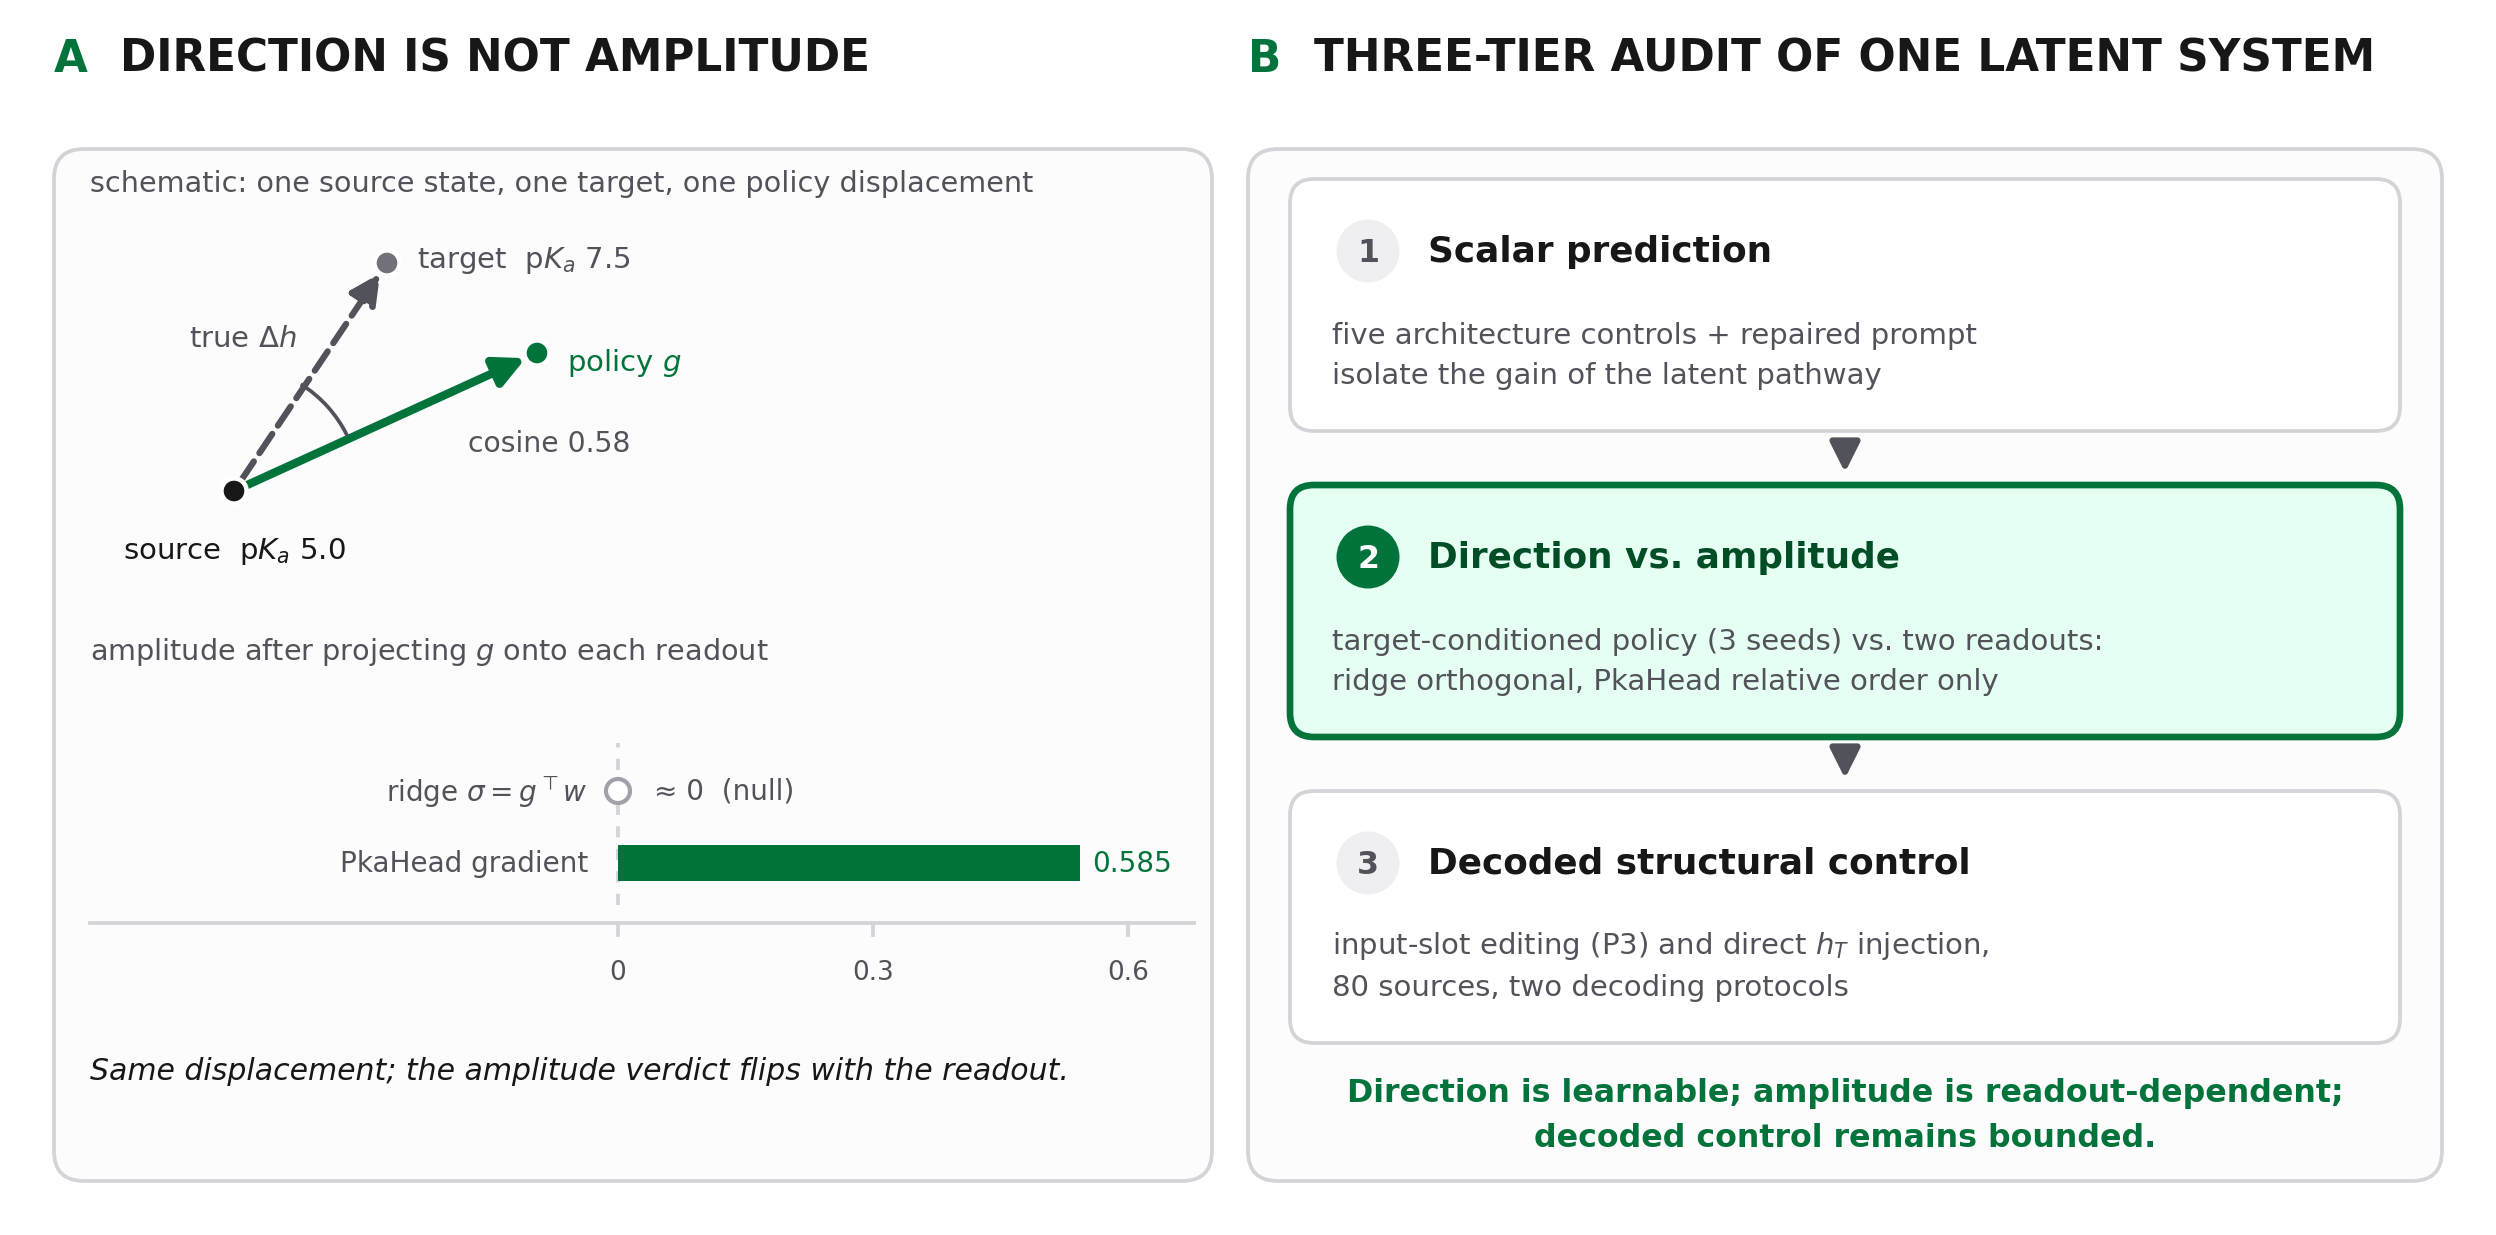 A DIRECTION IS NOT AMPLITUDE
schematic: one source state, one target, one policy displacement
target pKₐ 7.5
true Δh
policy g
cosine 0.58
source pKₐ 5.0
amplitude after projecting g onto each readout
ridge σ = g⊤w
≈ 0 (null)
PkaHead gradient
0.585
0 0.3 0.6
Same displacement; the amplitude verdict flips with the readout.
B THREE-TIER AUDIT OF ONE LATENT SYSTEM
1 Scalar prediction
five architecture controls + repaired prompt
isolate the gain of the latent pathway
2 Direction vs. amplitude
target-conditioned policy (3 seeds) vs. two readouts:
ridge orthogonal, PkaHead relative order only
3 Decoded structural control
input-slot editing (P3) and direct h_T injection,
80 sources, two decoding protocols
Direction is learnable; amplitude is readout-dependent;
decoded control remains bounded.